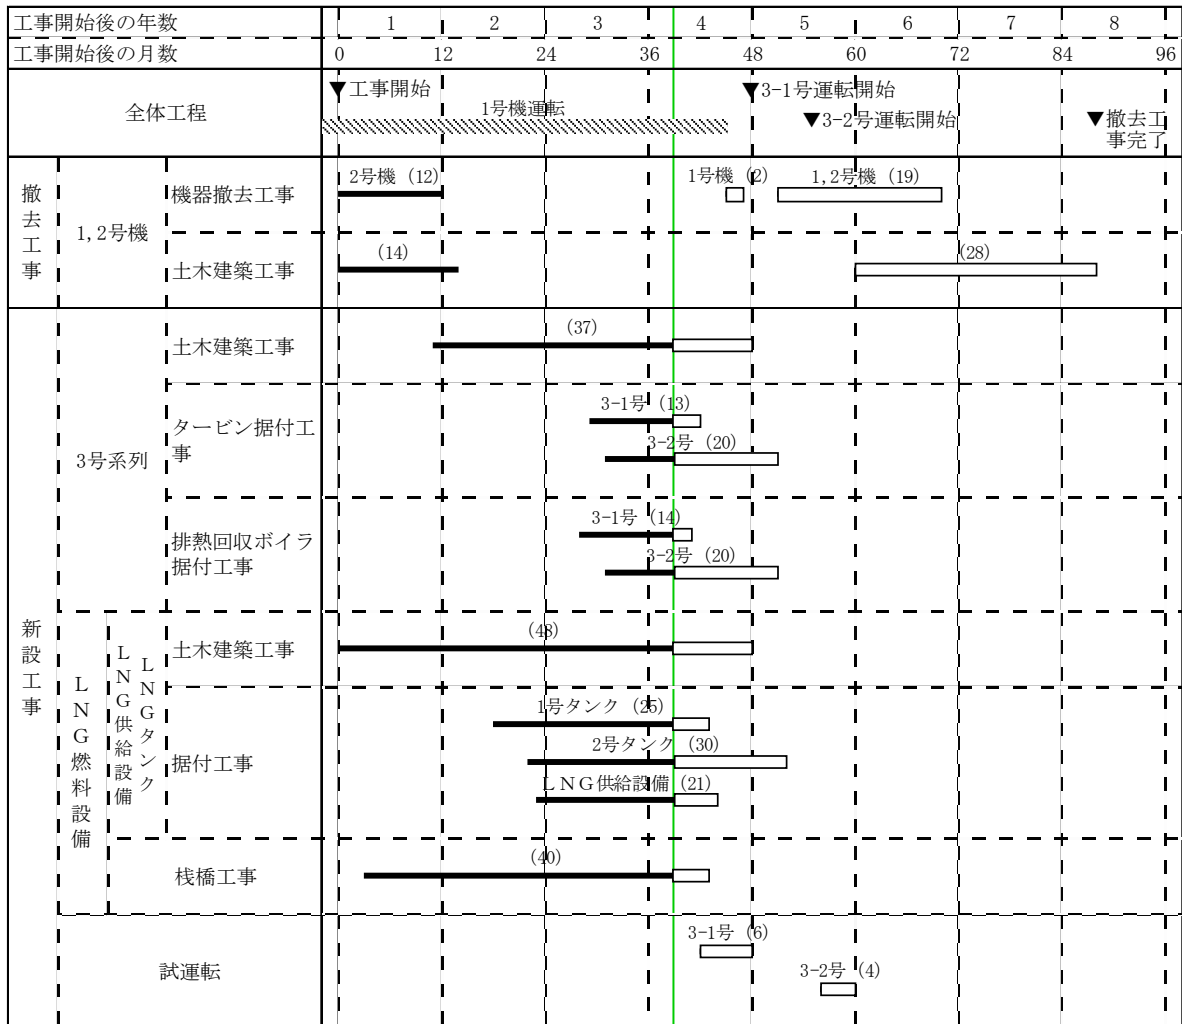 工事開始後の年数 1 2 3 4 5 6 7 8
工事開始後の月数 0 12 24 36 48 60 72 84 96
全体工程
▼工事開始
1号機運転
▼3-1号運転開始
▼3-2号運転開始
▼撤去工
事完了
撤去工事
1,2号機
機器撤去工事
2号機 (12)
1号機 (2)
1,2号機 (19)
土木建築工事
(14)
(28)
新設工事
3号系列
土木建築工事
(37)
タービン据付工
事
3-1号 (13)
3-2号 (20)
排熱回収ボイラ
据付工事
3-1号 (14)
3-2号 (20)
LNG燃料設備
LNG供給設備
LNGタンク
土木建築工事
(48)
据付工事
1号タンク (25)
2号タンク (30)
LNG供給設備 (21)
桟橋工事
(40)
試運転
3-1号 (6)
3-2号 (4)